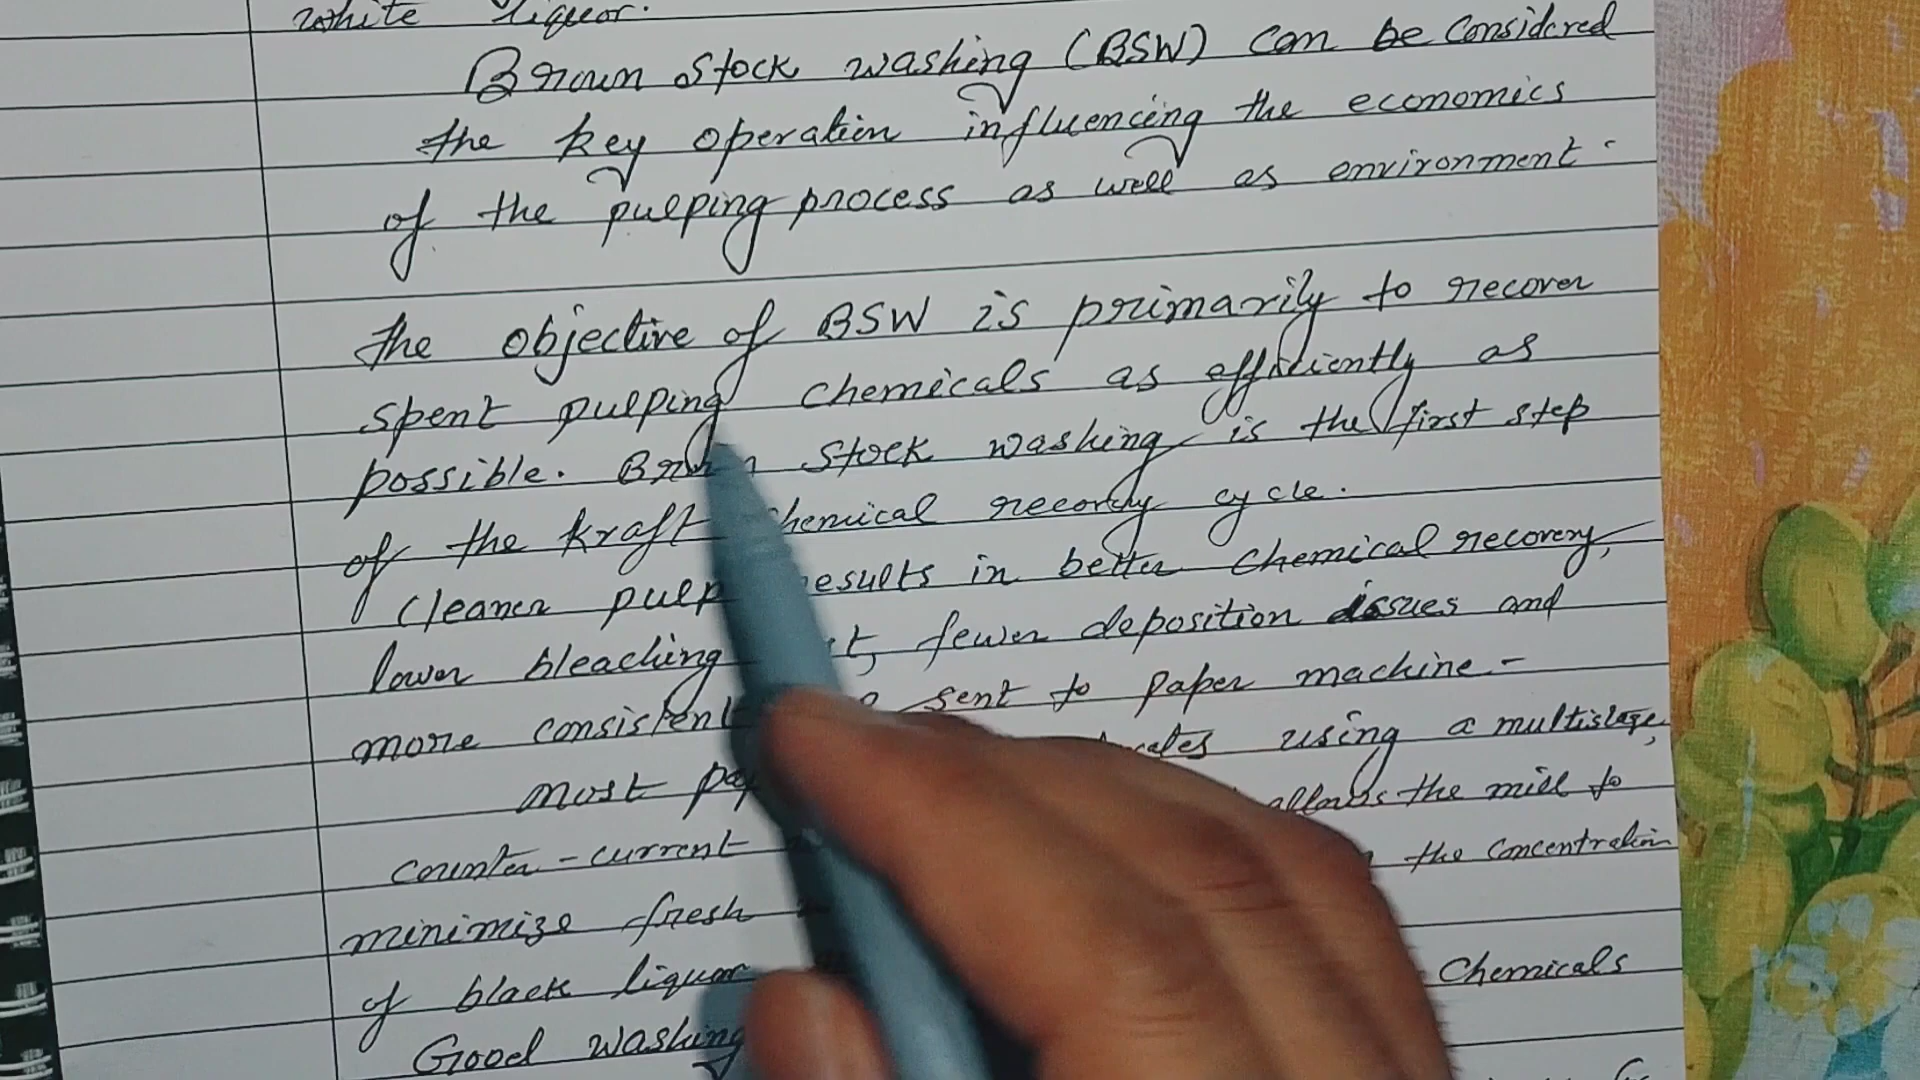 white liquor.
Brown stock washing (BSW) can be considered
the key operation influencing the economics
of the pulping process as well as environment.
the objective of BSW is primarily to recover
spent pulping chemicals as efficiently as
possible. Brown stock washing is the first step
of the kraft chemical recovery cycle.
Cleaner pulp results in better chemical recovery,
lower bleaching fewer deposition issues and
more consistent sent to paper machine.-
most using a multistage,
counter-current allows the mill to
minimize fresh the concentration
of black liquor
Good washing Chemicals